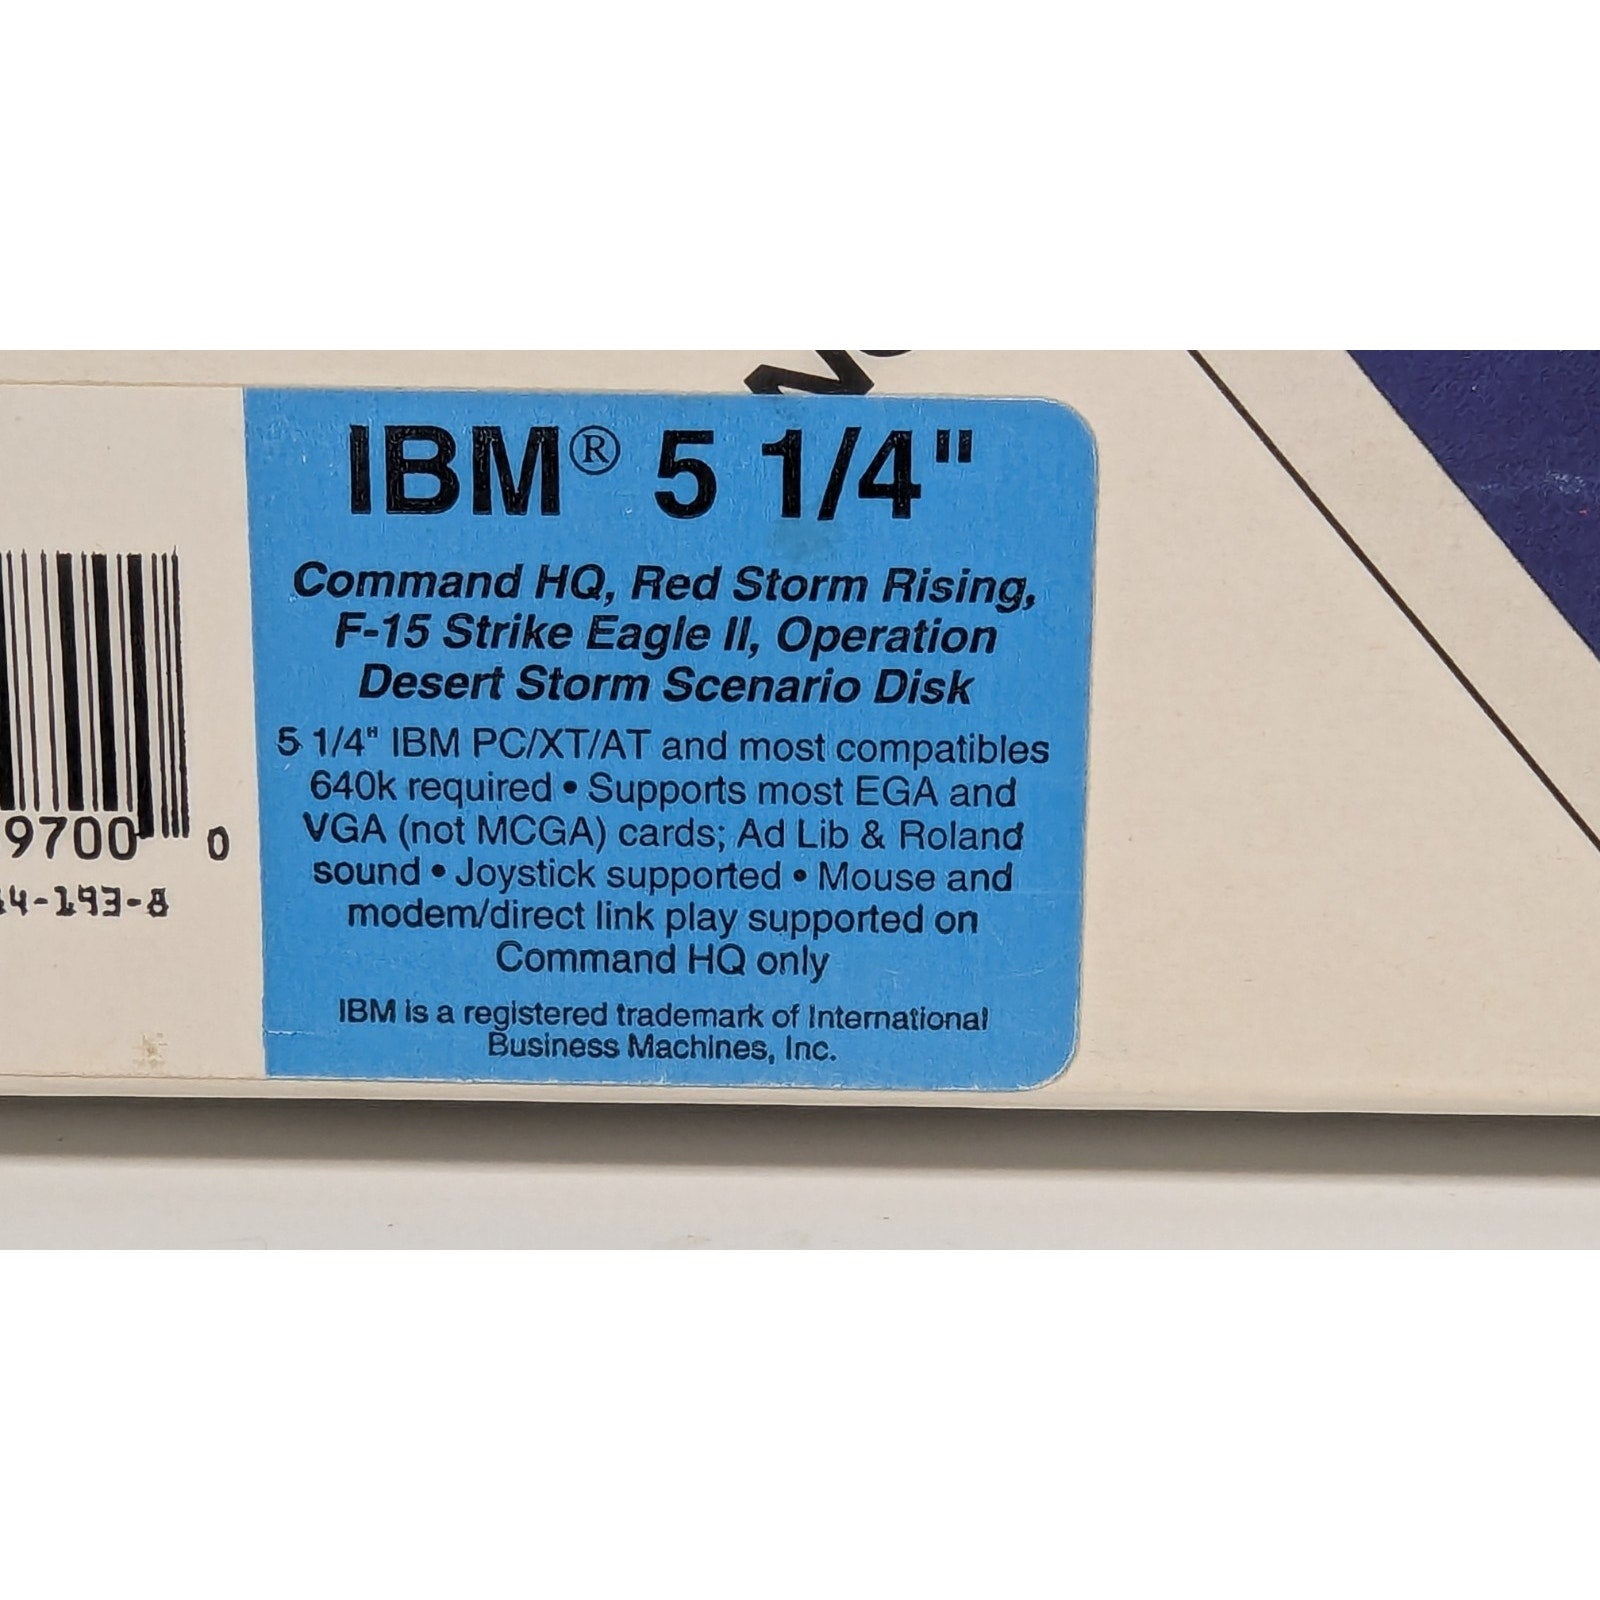 IBM® 5 1/4"
Command HQ, Red Storm Rising,
F-15 Strike Eagle II, Operation
Desert Storm Scenario Disk
5 1/4" IBM PC/XT/AT and most compatibles
640k required • Supports most EGA and
VGA (not MCGA) cards; Ad Lib & Roland
sound • Joystick supported • Mouse and
modem/direct link play supported on
Command HQ only
IBM is a registered trademark of International
Business Machines, Inc.
9700 0
4-193-8